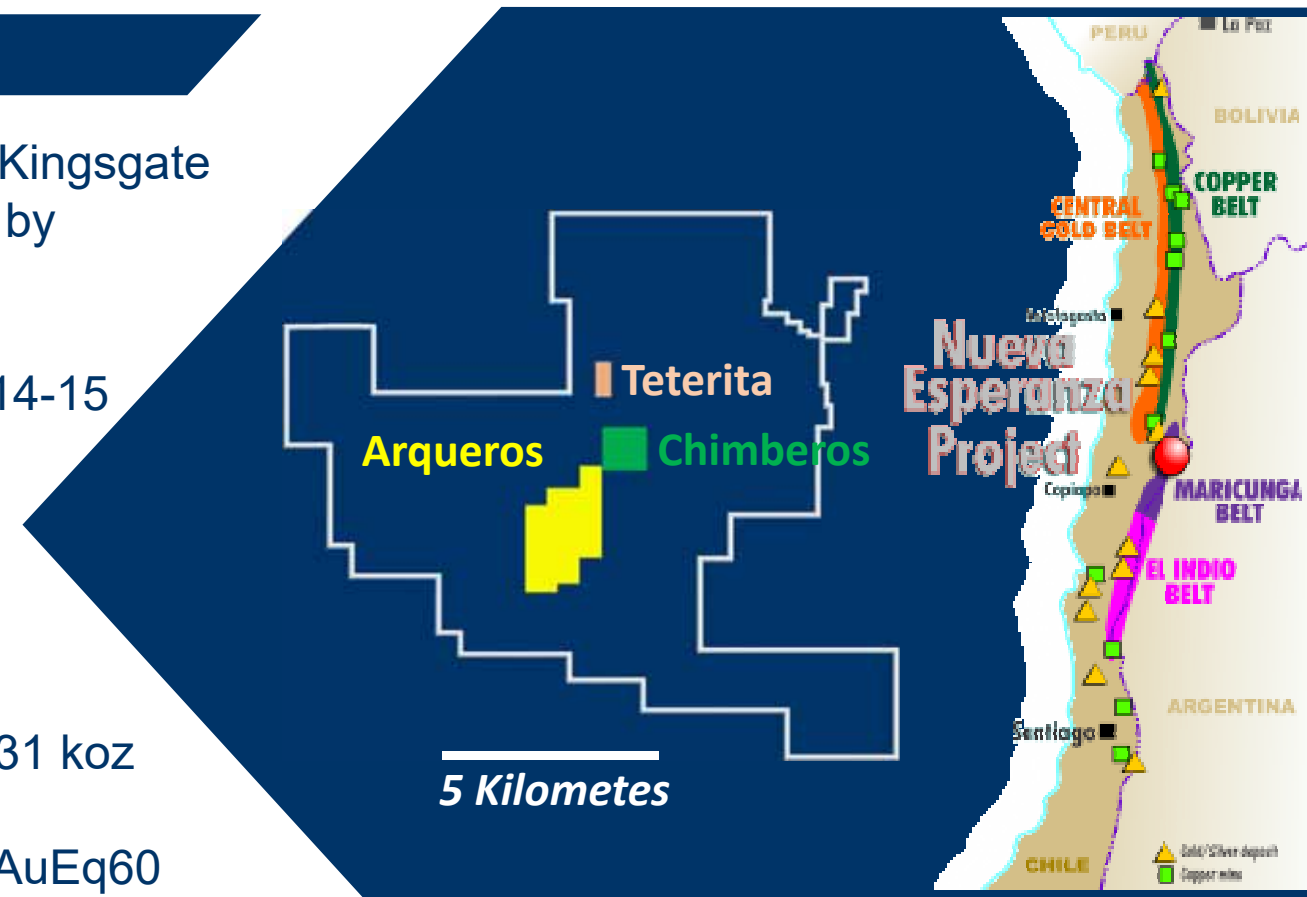 Kingsgate
by
14-15
31 koz
AuEq60
Teterita
Arqueros
Chimberos
5 Kilometes
PERU
La Paz
BOLIVIA
COPPER
BELT
CENTRAL
GOLD BELT
Antofagasta
Nueva
Esperanza
Project
Copiapo
MARICUNGA
BELT
EL INDIO
BELT
ARGENTINA
Santiago
CHILE
Gold/Silver deposit
Copper mine